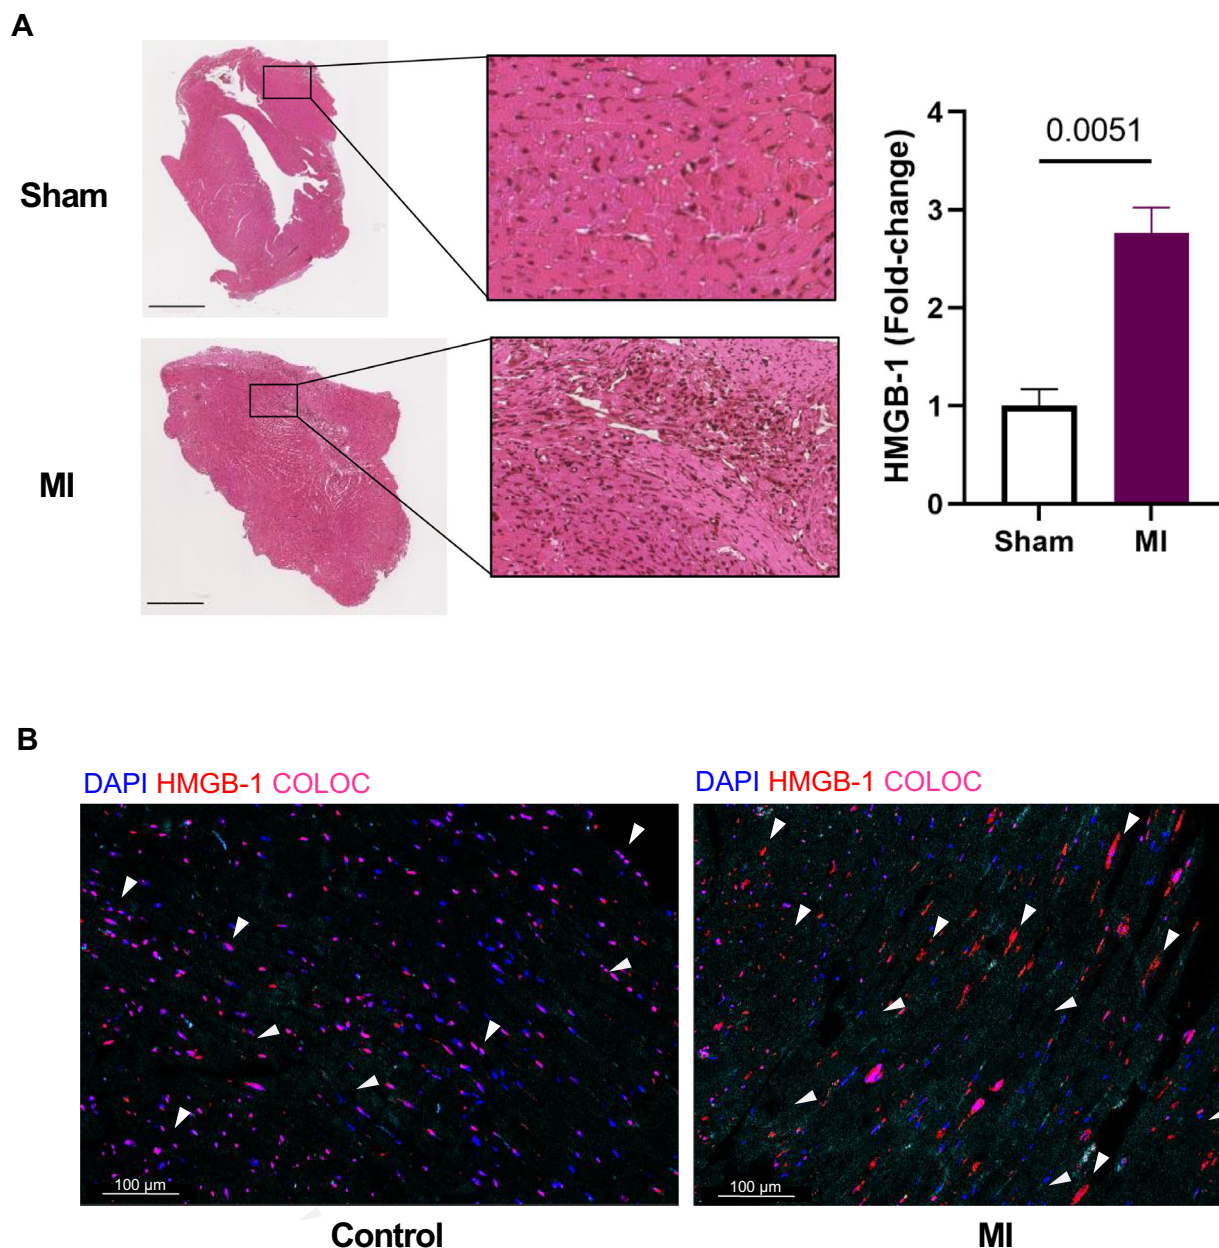 A
Sham
MI
HMGB-1 (Fold-change)
4
3
2
1
0
0.0051
Sham
MI
B
DAPI HMGB-1 COLOC
DAPI HMGB-1 COLOC
100 µm
100 µm
Control
MI